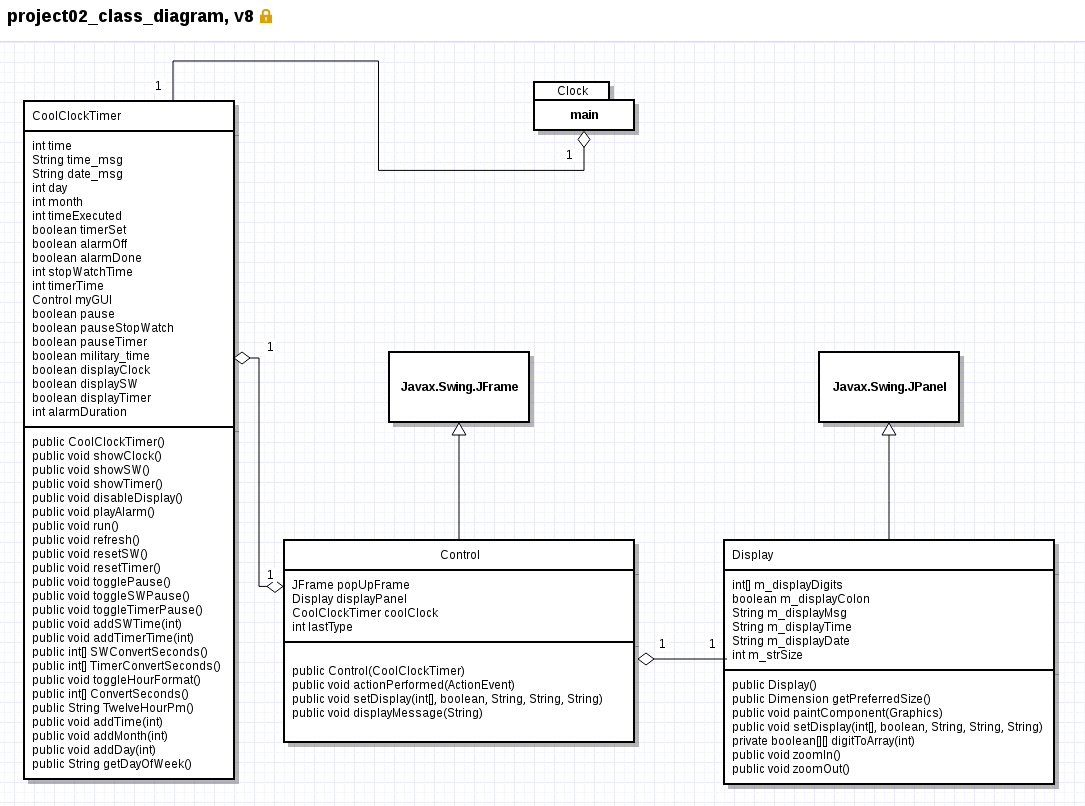 project02_class_diagram, v8
1
Clock
main
1
CoolClockTimer
int time
String time_msg
String date_msg
int day
int month
int timeExecuted
boolean timerSet
boolean alarmOff
boolean alarmDone
int stopWatchTime
int timerTime
Control myGUI
boolean pause
boolean pauseStopWatch
boolean pauseTimer
boolean military_time
boolean displayClock
boolean displaySW
boolean displayTimer
int alarmDuration
public CoolClockTimer()
public void showClock()
public void showSW()
public void showTimer()
public void disableDisplay()
public void playAlarm()
public void run()
public void refresh()
public void resetSW()
public void resetTimer()
public void togglePause()
public void toggleSWPause()
public void toggleTimerPause()
public void addSWTime(int)
public void addTimerTime(int)
public int[] SWConvertSeconds()
public int[] TimerConvertSeconds()
public void toggleHourFormat()
public int[] ConvertSeconds()
public String TwelveHourPm()
public void addTime(int)
public void addMonth(int)
public void addDay(int)
public String getDayOfWeek()
1
1
Javax.Swing.JFrame
Javax.Swing.JPanel
Control
JFrame popUpFrame
Display displayPanel
CoolClockTimer coolClock
int lastType
public Control(CoolClockTimer)
public void actionPerformed(ActionEvent)
public void setDisplay(int[], boolean, String, String, String)
public void displayMessage(String)
1
1
Display
int[] m_displayDigits
boolean m_displayColon
String m_displayMsg
String m_displayTime
String m_displayDate
int m_strSize
public Display()
public Dimension getPreferredSize()
public void paintComponent(Graphics)
public void setDisplay(int[], boolean, String, String, String)
private boolean[][] digitToArray(int)
public void zoomIn()
public void zoomOut()